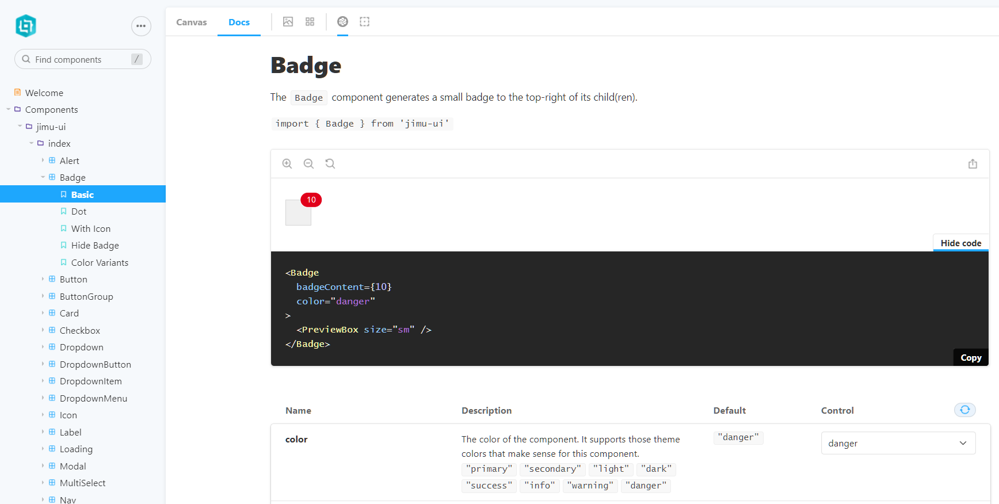 Find components /
Welcome
Components
jimu-ui
index
Alert
Badge
Basic
Dot
With Icon
Hide Badge
Color Variants
Button
ButtonGroup
Card
Checkbox
Dropdown
DropdownButton
DropdownItem
DropdownMenu
Icon
Label
Loading
Modal
MultiSelect
Nav
Canvas Docs
Badge
The Badge component generates a small badge to the top-right of its child(ren).
import { Badge } from 'jimu-ui'
10
Hide code
<Badge
badgeContent={10}
color="danger"
>
<PreviewBox size="sm" />
</Badge>
Copy
Name Description Default Control
color The color of the component. It supports those theme "danger" danger
colors that make sense for this component.
"primary" "secondary" "light" "dark"
"success" "info" "warning" "danger"